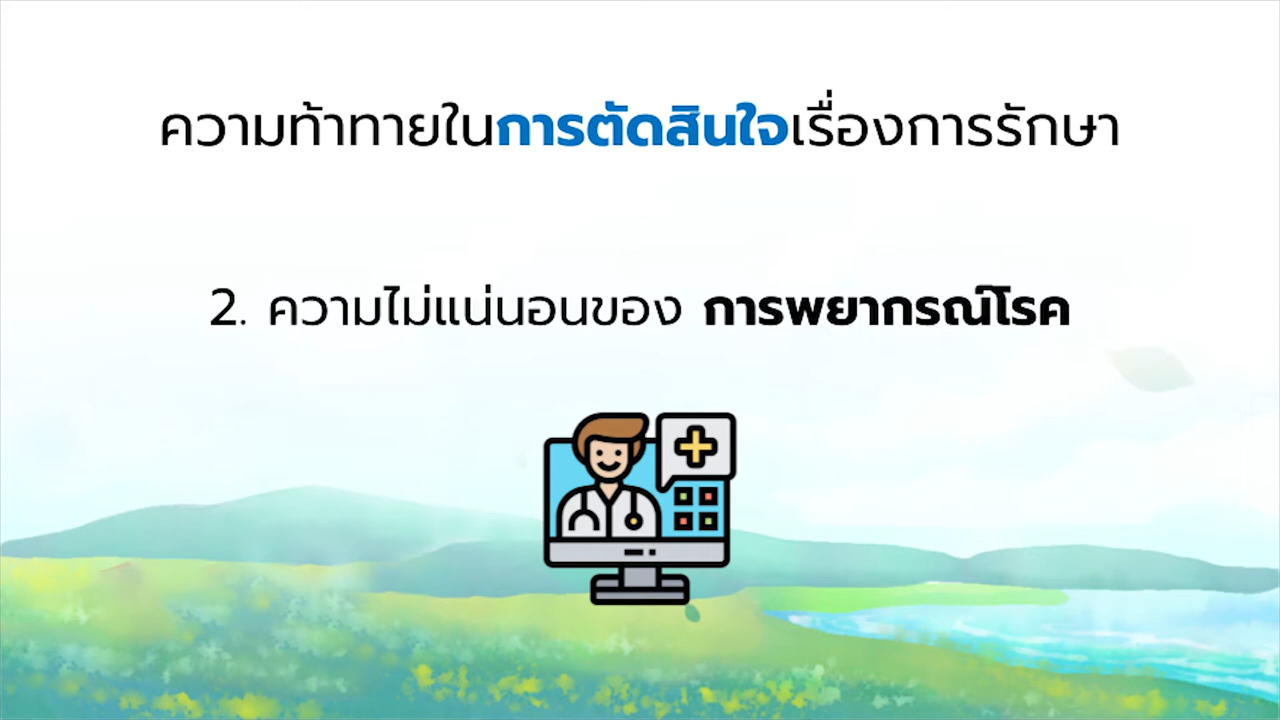 ความท้าทายในการตัดสินใจเรื่องการรักษา
2. ความไม่แน่นอนของ การพยากรณ์โรค